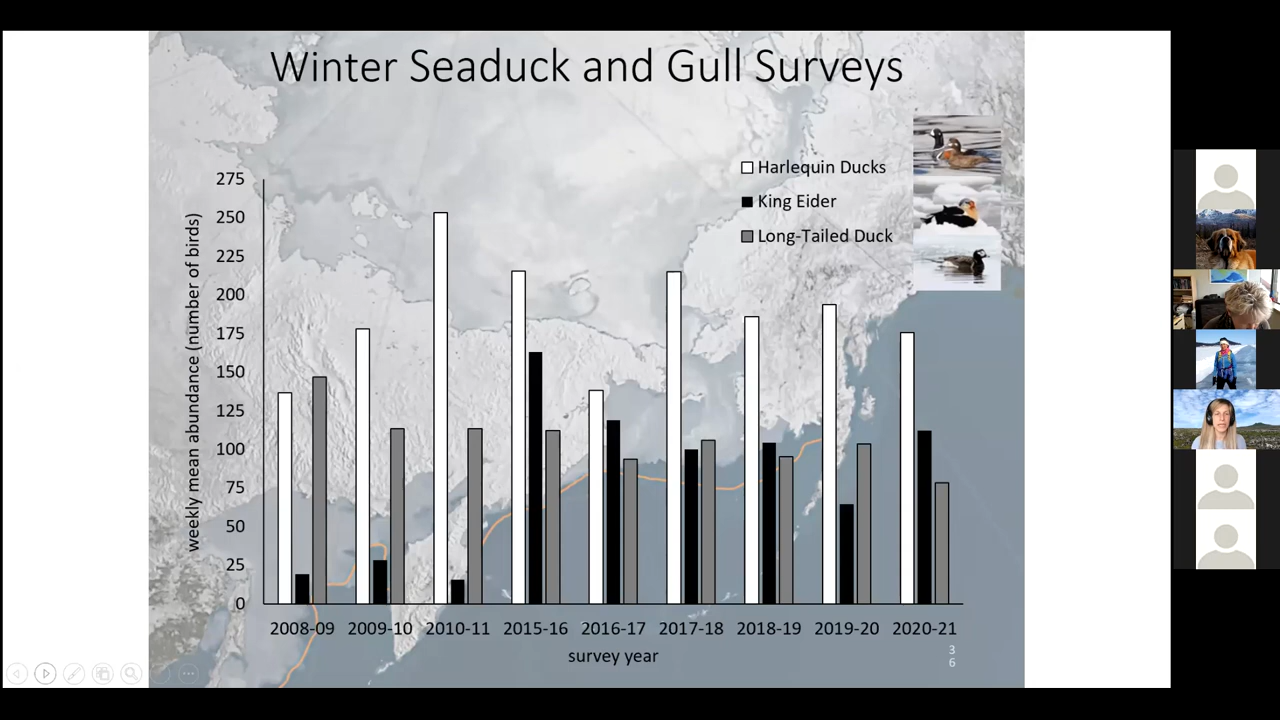 Winter Seaduck and Gull Surveys
Harlequin Ducks
King Eider
Long-Tailed Duck
weekly mean abundance (number of birds)
275
250
225
200
175
150
125
100
75
50
25
0
2008-09 2009-10 2010-11 2015-16 2016-17 2017-18 2018-19 2019-20 2020-21
survey year
3
6